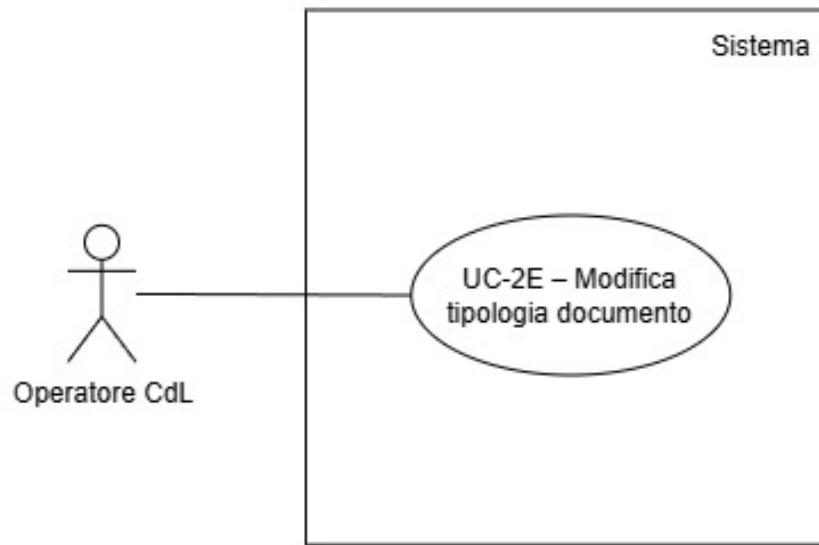 Sistema
UC-2E – Modifica
tipologia documento
Operatore CdL